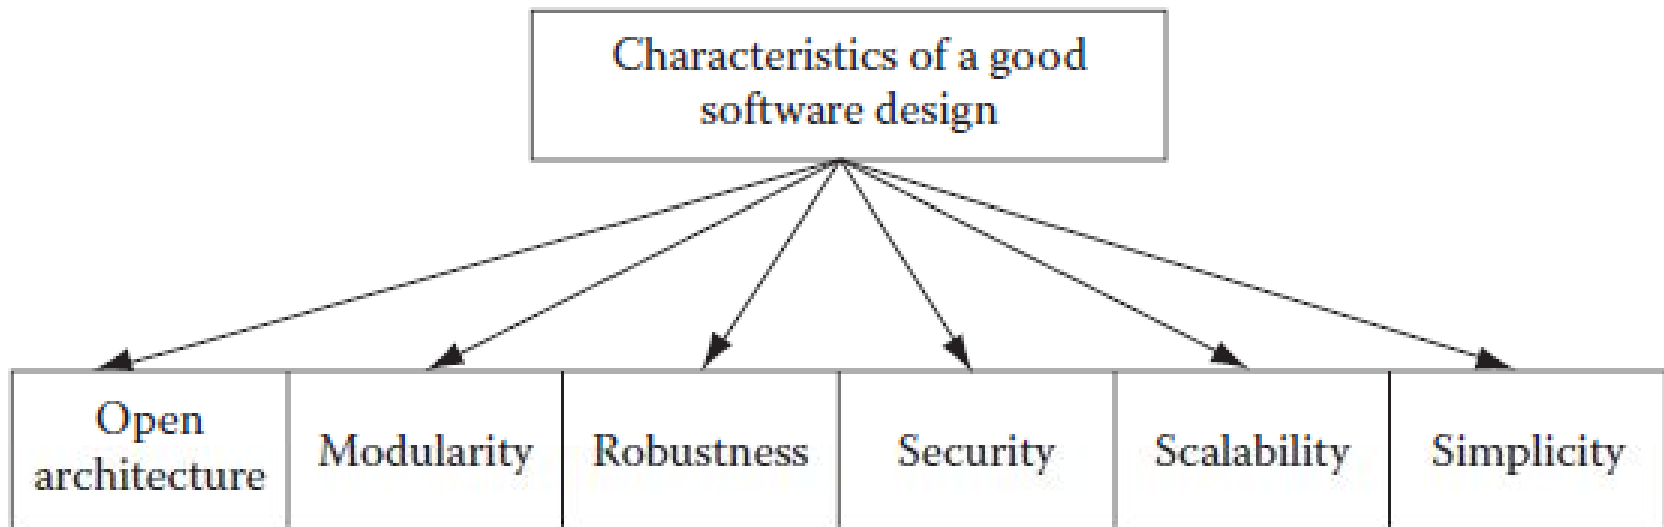 Characteristics of a good
software design
Open
architecture
Modularity
Robustness
Security
Scalability
Simplicity